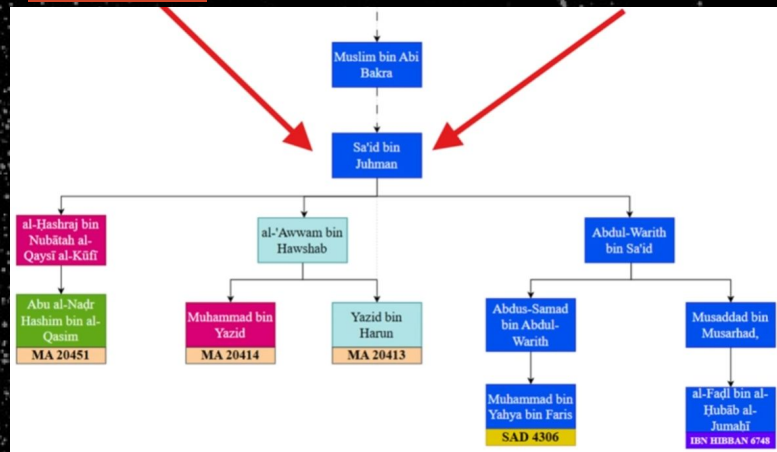 Muslim bin Abi
Bakra
Sa'id bin
Juhman
al-Ḥashraj bin
Nubātah al-
Qaysī al-Kūfī
al-'Awwam bin
Hawshab
Abdul-Warith
bin Sa'id
Abu al-Naḍr
Hashim bin al-
Qasim
MA 20451
Muhammad bin
Yazid
MA 20414
Yazid bin
Harun
MA 20413
Abdus-Samad
bin Abdul-
Warith
Musaddad bin
Musarhad,
Muhammad bin
Yahya bin Faris
SAD 4306
al-Faḍl bin al-
Ḥubāb al-
Jumaḥī
IBN HIBBAN 6748